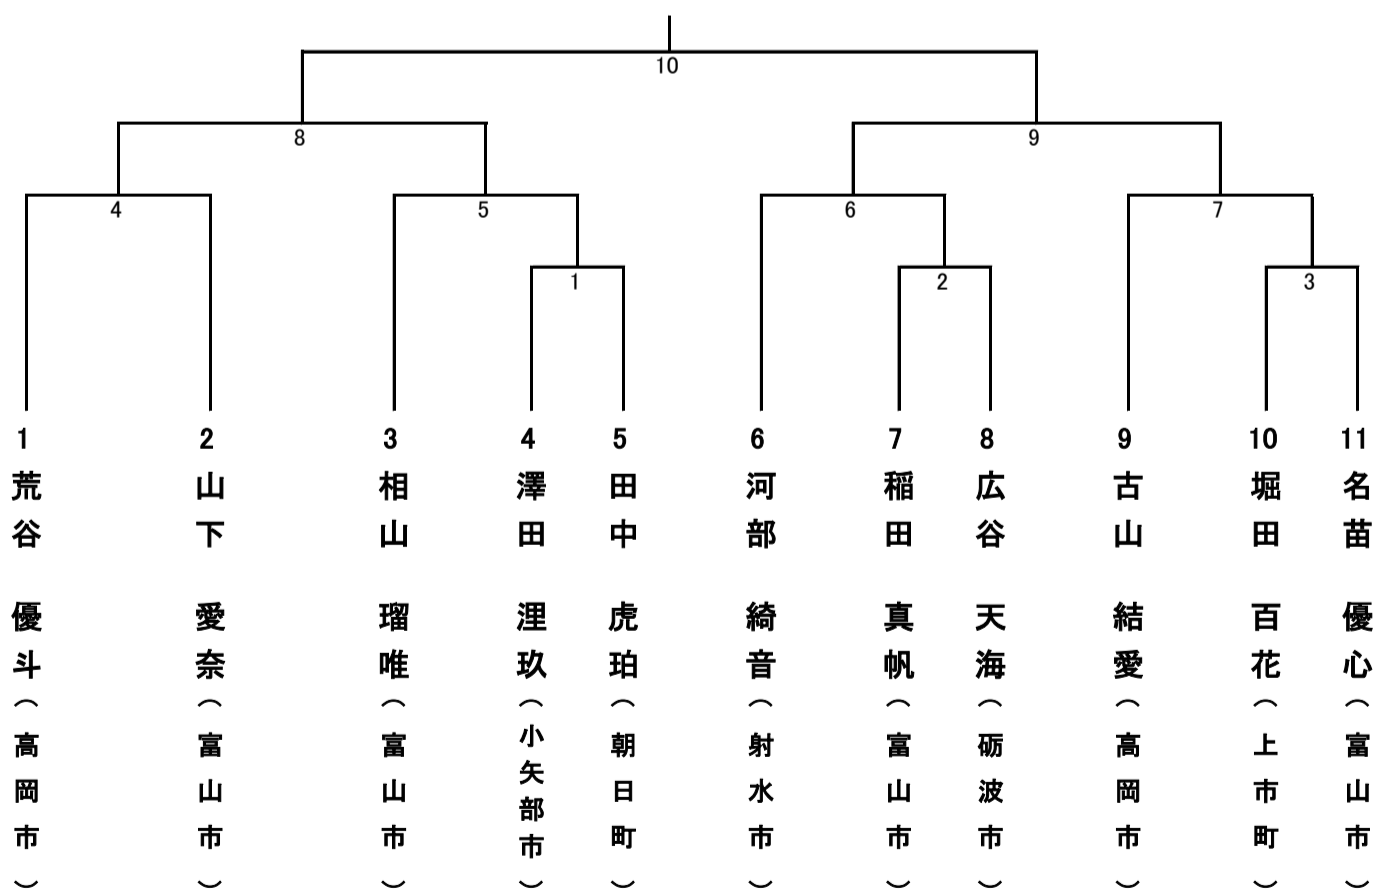 10
8
9
4
5
6
7
1
2
3
1 荒谷 優斗（高岡市）
2 山下 愛奈（富山市）
3 相山 瑠唯（富山市）
4 澤田 浬玖（小矢部市）
5 田中 虎珀（朝日町）
6 河部 綺音（射水市）
7 稲田 真帆（富山市）
8 広谷 天海（砺波市）
9 古山 結愛（高岡市）
10 堀田 百花（上市町）
11 名苗 優心（富山市）